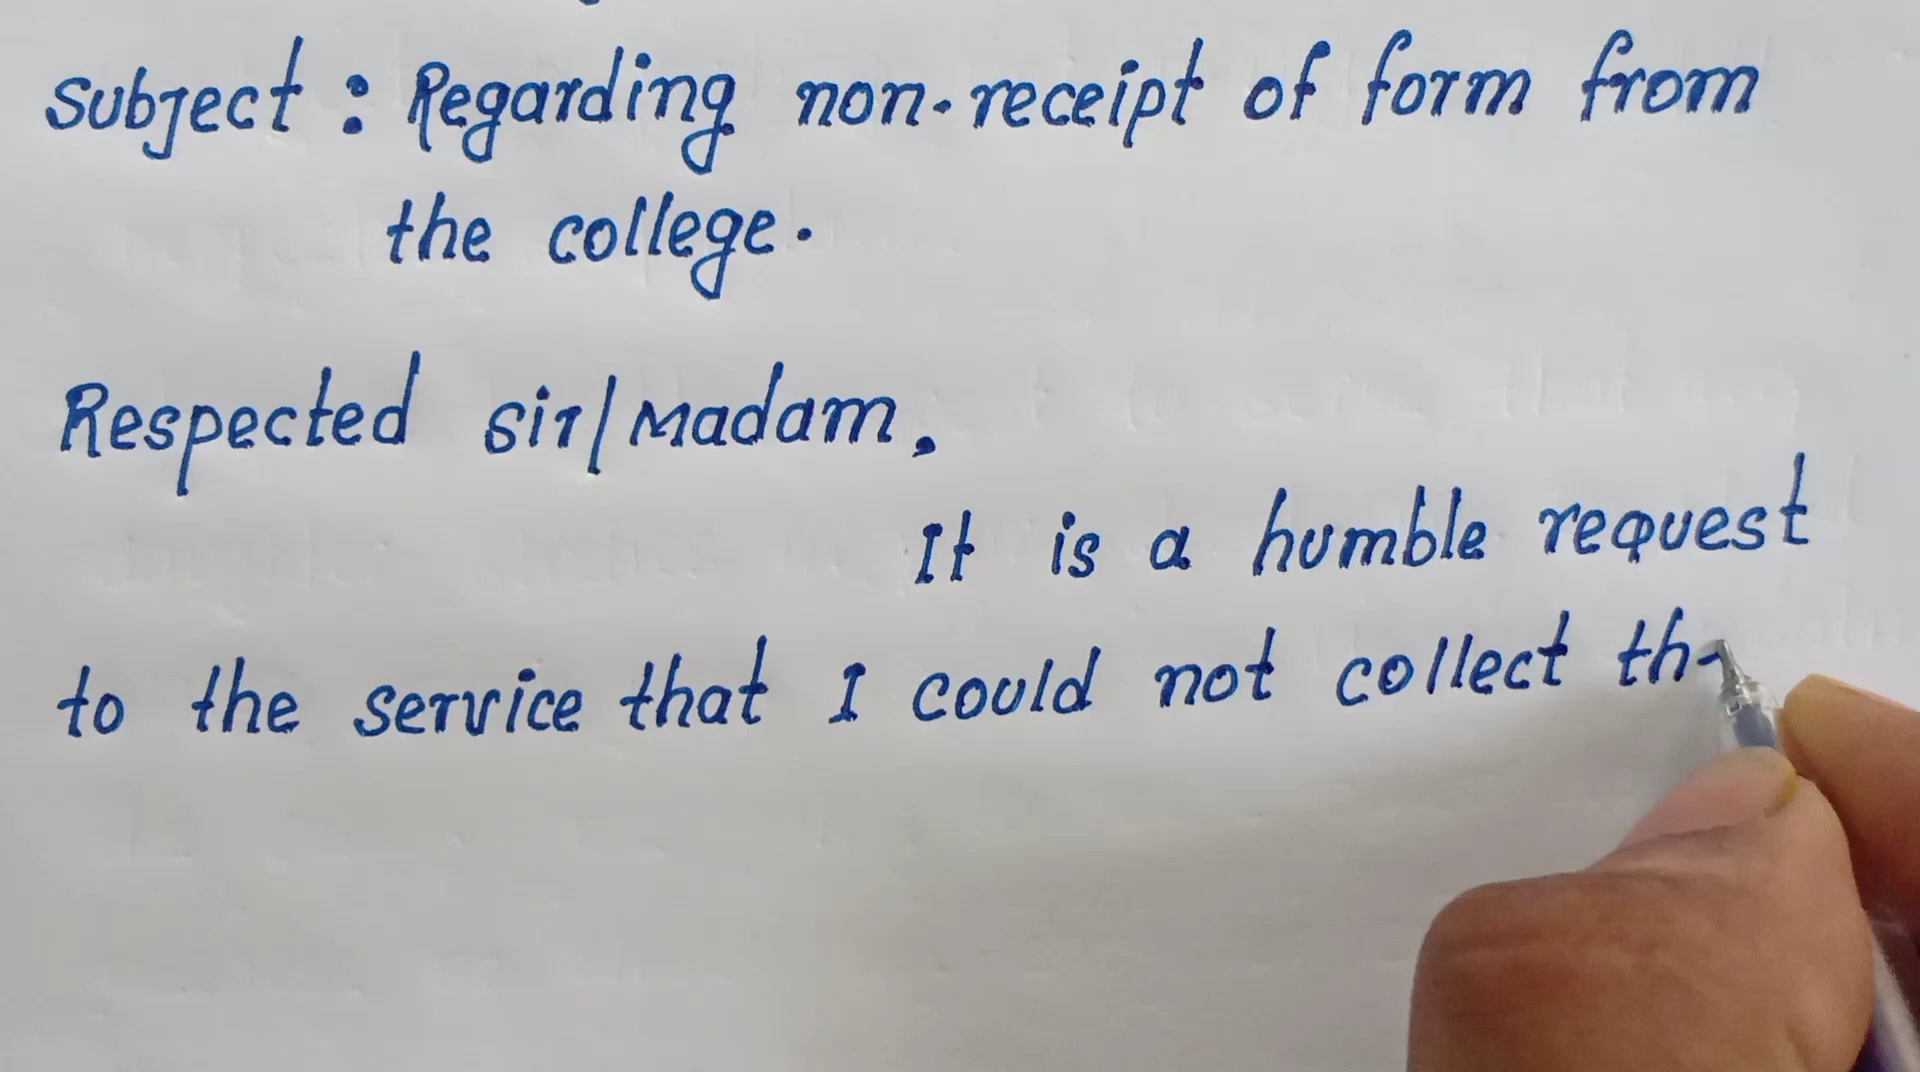 Subject : Regarding non-receipt of form from
the college.
Respected Sir/Madam,
It is a humble request
to the service that I could not collect th